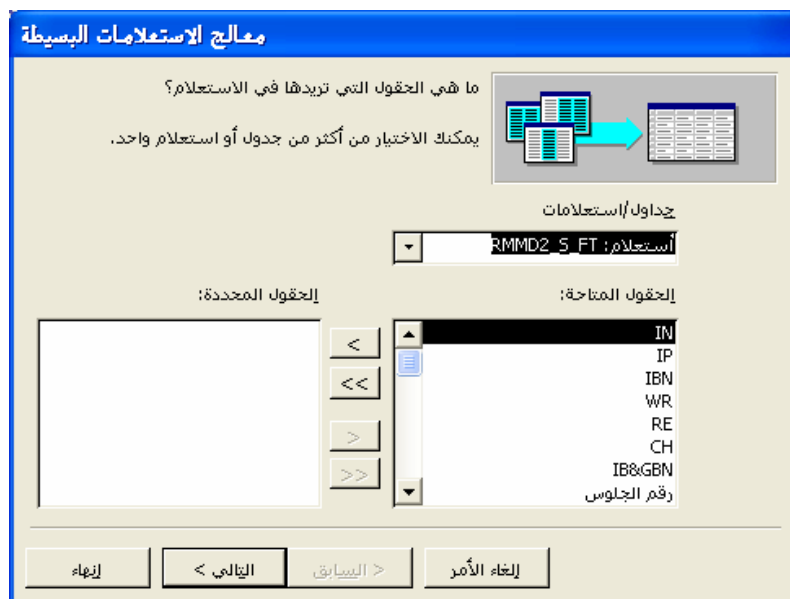 معالج الاستعلامات البسيطة
ما هي الحقول التي تريدها في الاستعلام؟
يمكنك الاختيار من أكثر من جدول أو استعلام واحد.
جداول/استعلامات
أستعلام: RMMD2_S_FT
الحقول المتاحة:
الحقول المحددة:
IN
IP
IBN
WR
RE
CH
IB&GBN
رقم الجلوس
<
<<
>
>>
إلغاء الأمر
< السابق
التالي >
إنهاء